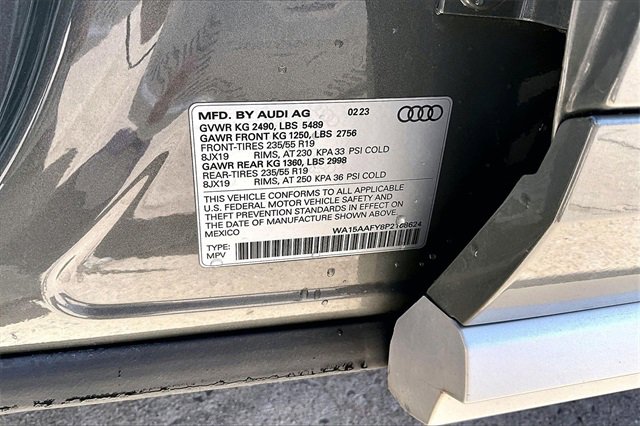 MFD. BY AUDI AG 02 23
GVWR KG 2490, LBS 5489
GAWR FRONT KG 1250, LBS 2756
FRONT-TIRES 235/55 R19
8JX19 RIMS, AT 230 KPA 33 PSI COLD
GAWR REAR KG 1360, LBS 2998
REAR-TIRES 235/55 R19
8JX19 RIMS, AT 250 KPA 36 PSI COLD
THIS VEHICLE CONFORMS TO ALL APPLICABLE
U.S. FEDERAL MOTOR VEHICLE SAFETY AND
THEFT PREVENTION STANDARDS IN EFFECT ON
THE DATE OF MANUFACTURE SHOWN ABOVE.
MEXICO
TYPE:
MPV